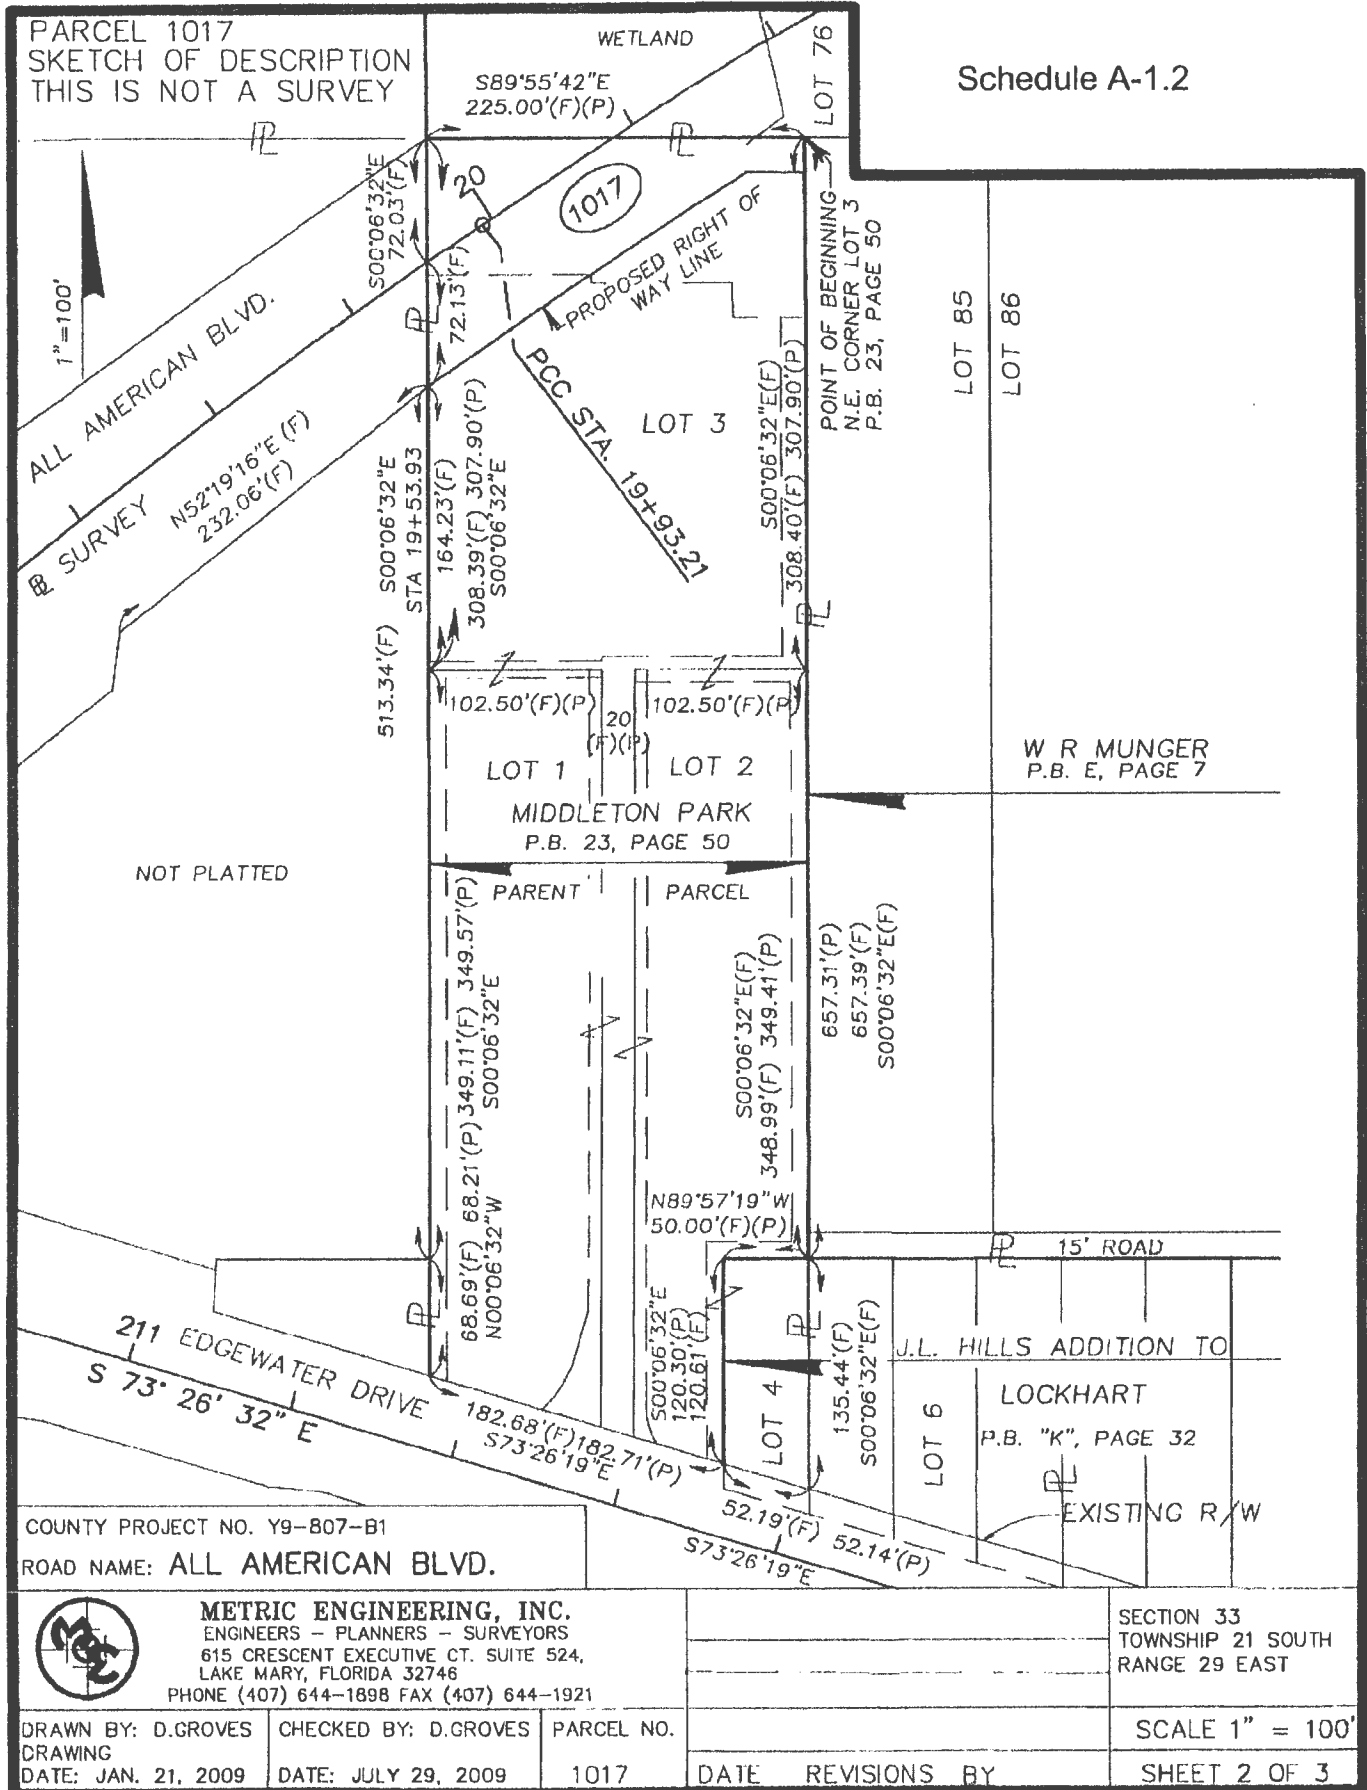 PARCEL 1017
SKETCH OF DESCRIPTION
THIS IS NOT A SURVEY
Schedule A-1.2
WETLAND
LOT 76
S89°55'42"E
225.00'(F)(P)
PL
PL
S00°06'32"E
72.03'(F)
20
1017
1"=100'
ALL AMERICAN BLVD.
PL
72.13'(F)
PROPOSED RIGHT OF
WAY LINE
POINT OF BEGINNING
N.E. CORNER LOT 3
P.B. 23, PAGE 50
LOT 85
LOT 86
BL SURVEY
N52°19'16"E (F)
232.06'(F)
PCC STA. 19+93.21
LOT 3
S00°06'32"E(F)
308.40'(F) 307.90'(P)
513.34'(F) S00°06'32"E
STA 19+53.93
164.23'(F)
308.39'(F) 307.90'(P)
S00°06'32"E
PL
102.50'(F)(P)
20
(F)(P)
102.50'(F)(P)
LOT 1
LOT 2
MIDDLETON PARK
P.B. 23, PAGE 50
W R MUNGER
P.B. E, PAGE 7
NOT PLATTED
PARENT
PARCEL
68.69'(F) 68.21'(P) 349.11'(F) 349.57'(P)
N00°06'32"W S00°06'32"E
S00°06'32"E(F)
348.99'(F) 349.41'(P)
657.31'(P)
657.39'(F)
S00°06'32"E(F)
N89°57'19"W
50.00'(F)(P)
PL
15' ROAD
PL
PL
S00°06'32"E
120.30'(P)
120.61'(F)
LOT 4
135.44'(F)
S00°06'32"E(F)
J.L. HILLS ADDITION TO
LOCKHART
P.B. "K", PAGE 32
LOT 6
PL
EXISTING R/W
211 EDGEWATER DRIVE
S 73° 26' 32" E
182.68'(F)182.71'(P)
S73°26'19"E
52.19'(F) 52.14'(P)
S73°26'19"E
COUNTY PROJECT NO. Y9-807-B1
ROAD NAME: ALL AMERICAN BLVD.
METRIC ENGINEERING, INC.
ENGINEERS – PLANNERS – SURVEYORS
615 CRESCENT EXECUTIVE CT. SUITE 524,
LAKE MARY, FLORIDA 32746
PHONE (407) 644-1898 FAX (407) 644-1921
SECTION 33
TOWNSHIP 21 SOUTH
RANGE 29 EAST
DRAWN BY: D.GROVES
DRAWING
DATE: JAN. 21, 2009
CHECKED BY: D.GROVES
DATE: JULY 29, 2009
PARCEL NO.
1017
DATE REVISIONS BY
SCALE 1" = 100'
SHEET 2 OF 3